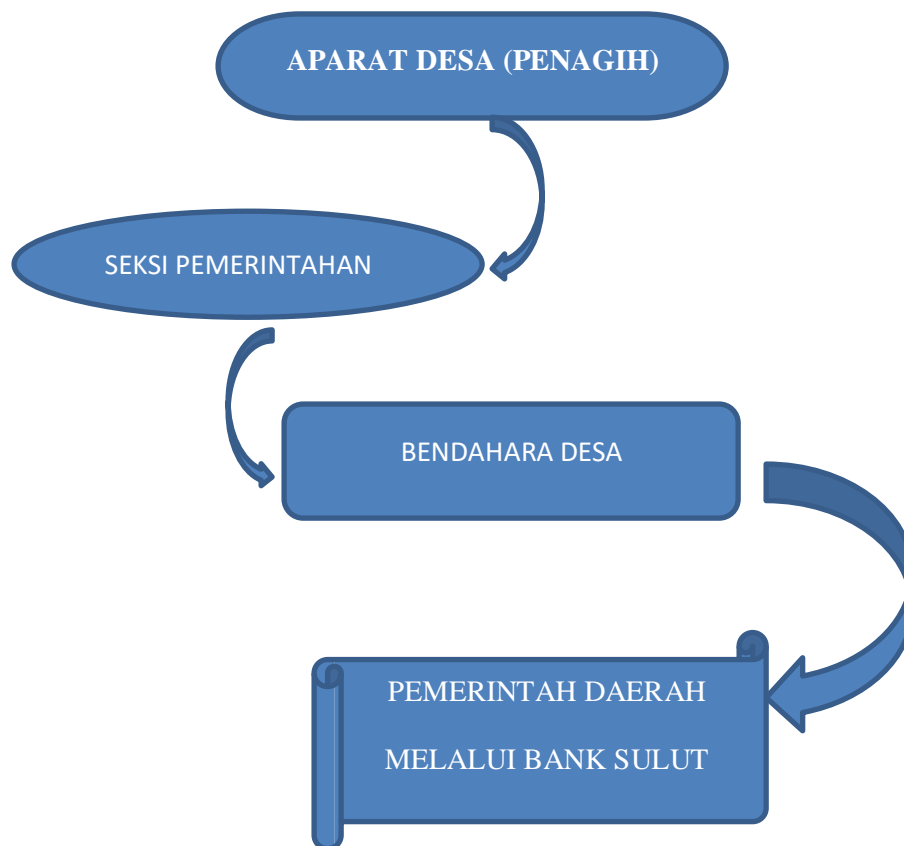 APARAT DESA (PENAGIH)
SEKSI PEMERINTAHAN
BENDAHARA DESA
PEMERINTAH DAERAH
MELALUI BANK SULUT